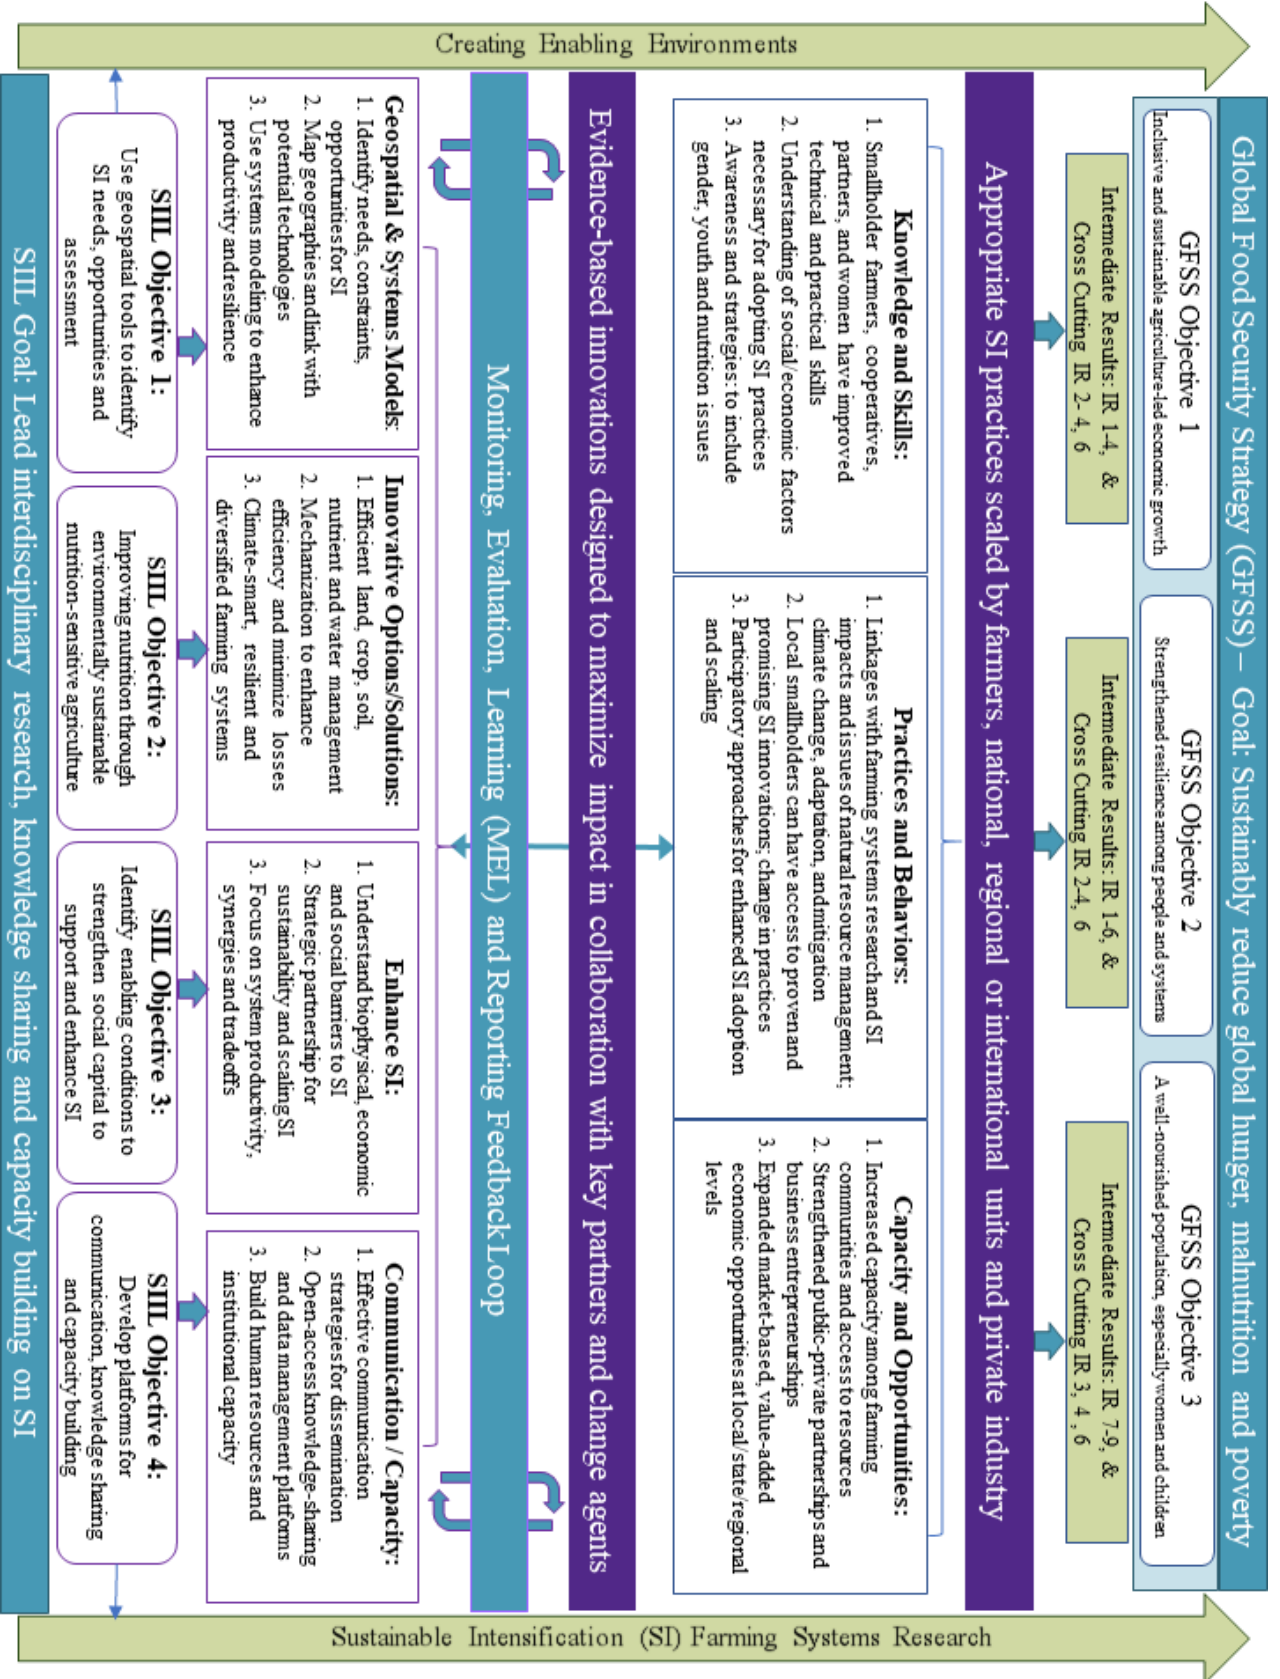 Global Food Security Strategy (GFSS) – Goal: Sustainably reduce global hunger, malnutrition and poverty
GFSS Objective 1
Inclusive and sustainable agriculture-led economic growth
GFSS Objective 2
Strengthened resilience among people and systems
GFSS Objective 3
A well-nourished population, especially women and children
Intermediate Results: IR 1-4, &
Cross Cutting IR 2- 4, 6
Intermediate Results: IR 1-6, &
Cross Cutting IR 2-4, 6
Intermediate Results: IR 7-9, &
Cross Cutting IR 3, 4 , 6
Appropriate SI practices scaled by farmers, national, regional or international units and private industry
Knowledge and Skills:
1. Smallholder farmers, cooperatives,
partners, and women have improved
technical and practical skills
2. Understanding of social/economic factors
necessary for adopting SI practices
3. Awareness and strategies: to include
gender, youth and nutrition issues
Practices and Behaviors:
1. Linkages with farming systems research and SI
impacts and issues of natural resource management;
climate change, adaptation, and mitigation
2. Local smallholders can have access to proven and
promising SI innovations; change in practices
3. Participatory approaches for enhanced SI adoption
and scaling
Capacity and Opportunities:
1. Increased capacity among farming
communities and access to resources
2. Strengthened public-private partnerships and
business entrepreneurships
3. Expanded market-based, value-added
economic opportunities at local/state/regional
levels
Evidence-based innovations designed to maximize impact in collaboration with key partners and change agents
Monitoring, Evaluation, Learning (MEL) and Reporting Feedback Loop
Geospatial & Systems Models:
1. Identify needs, constraints,
opportunities for SI
2. Map geographies and link with
potential technologies
3. Use systems modeling to enhance
productivity and resilience
Innovative Options/Solutions:
1. Efficient land, crop, soil,
nutrient and water management
2. Mechanization to enhance
efficiency and minimize losses
3. Climate-smart, resilient and
diversified farming systems
Enhance SI:
1. Understand biophysical, economic
and social barriers to SI
2. Strategic partnership for
sustainability and scaling SI
3. Focus on system productivity,
synergies and tradeoffs
Communication / Capacity:
1. Effective communication
strategies for dissemination
2. Open-access knowledge-sharing
and data management platforms
3. Build human resources and
institutional capacity
SIIL Objective 1:
Use geospatial tools to identify
SI needs, opportunities and
assessment
SIIL Objective 2:
Improving nutrition through
environmentally sustainable
nutrition-sensitive agriculture
SIIL Objective 3:
Identify enabling conditions to
strengthen social capital to
support and enhance SI
SIIL Objective 4:
Develop platforms for
communication, knowledge sharing
and capacity building
SIIL Goal: Lead interdisciplinary research, knowledge sharing and capacity building on SI
Creating Enabling Environments
Sustainable Intensification (SI) Farming Systems Research